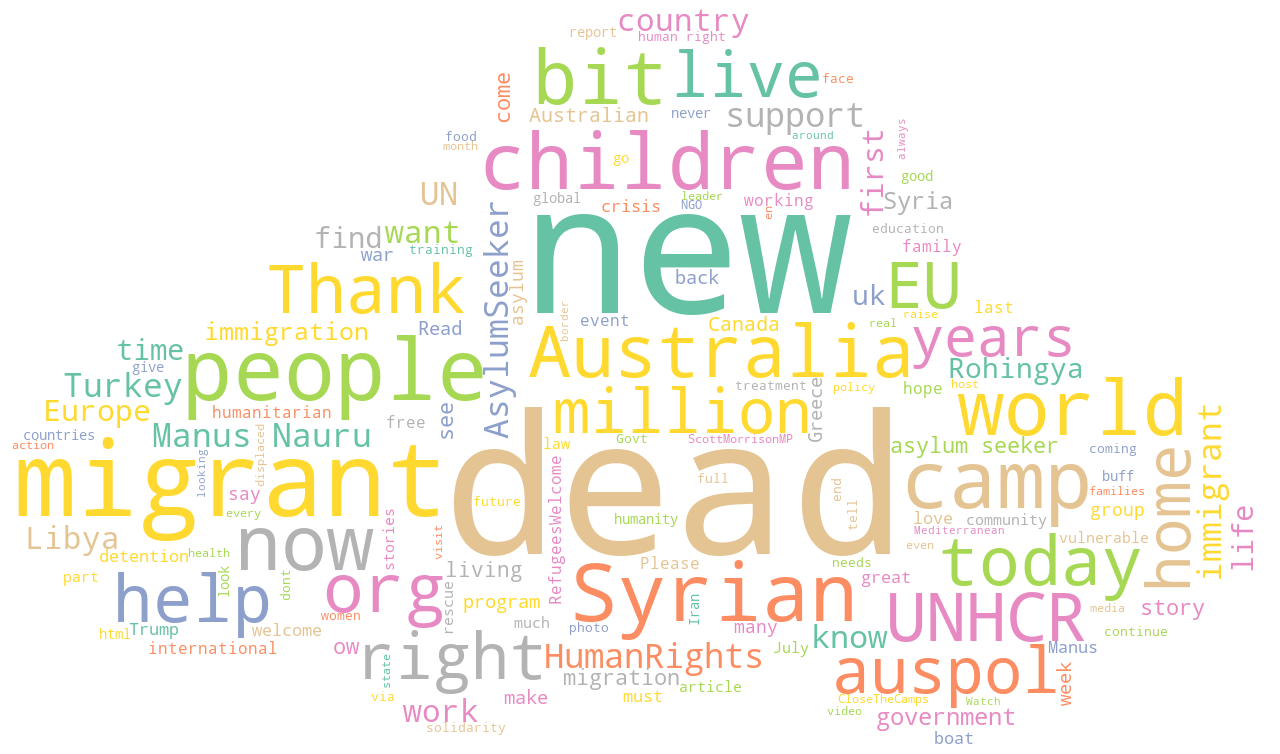 country
report
human right
bit
live
face
come
Australian
never
support
food
month
children
around
first
always
go
UN
global
leader
crisis
NGO
en
working
good
Syria
education
find
want
war
training
AsylumSeeker
new
family
Thank
asylum
back
uk
EU
last
raise
immigration
Read
border
event
Canada
real
years
time
give
people
Australia
Rohingya
Turkey
treatment
policy
hope
host
Europe
humanitarian
free
see
million
Greece
world
immigrant
countries
action
Manus Nauru
looking
displaced
law
Govt
ScottMorrisonMP
asylum seeker
coming
migrant
dead
camp
home
buff
families
say
every
future
full
end
tell
group
life
Libya
now
stories
visit
RefugeeWelcome
humanity
love
community
Mediterranean
vulnerable
detention
health
look
dont
living
Please
needs
even
today
part
help
org
rescue
program
Syrian
Iran
great
UNHCR
media
story
women
html
Trump
welcome
much
photo
many
know
continue
international
ow
right
HumanRights
July
auspol
Manus
state
migration
article
week
via
work
make
must
CloseTheCamps
Watch
solidarity
video
government
boat